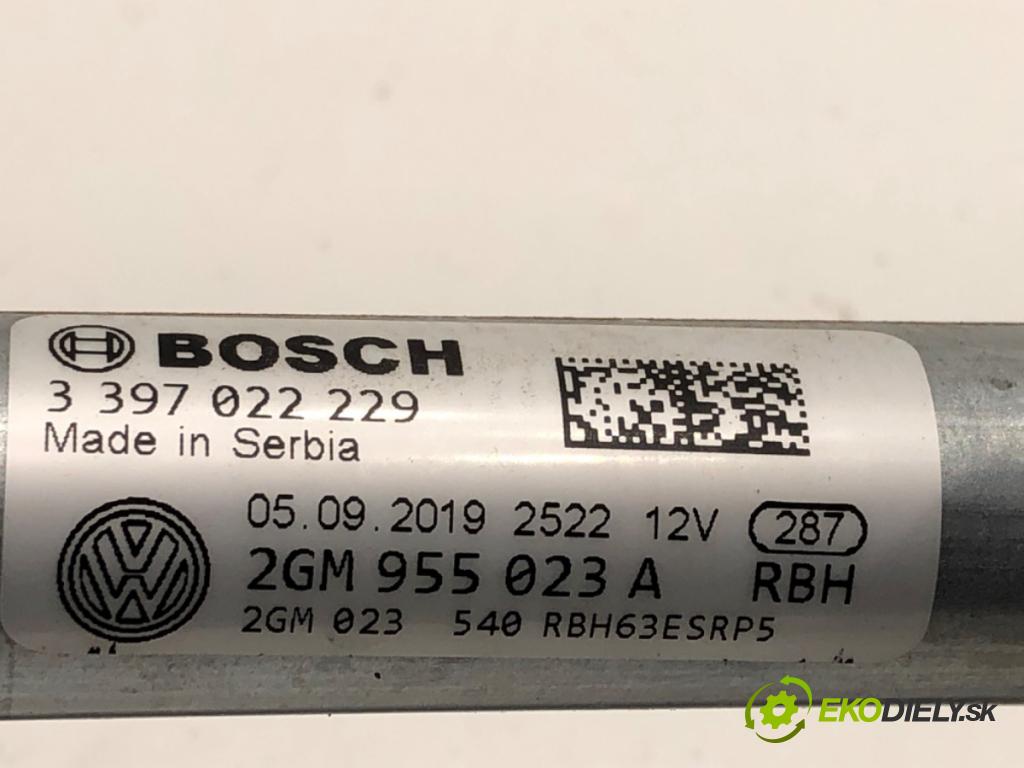 BOSCH
3 397 022 229
Made in Serbia
05.09.2019 2522 12V 287
2GM 955 023 A RBH
2GM 023 540 RBH63ESRP5
EKODIELY.SK